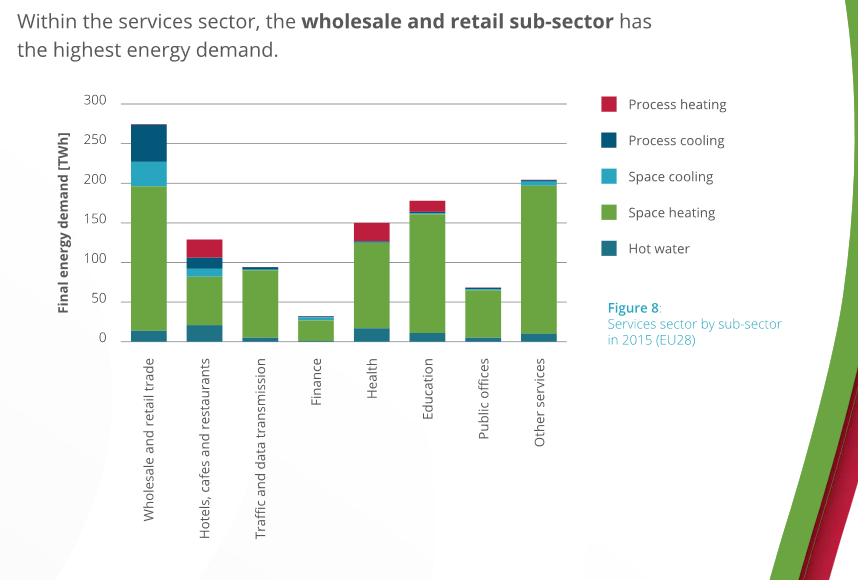 Within the services sector, the wholesale and retail sub-sector has
the highest energy demand.
Final energy demand [TWh]
300
250
200
150
100
50
0
Wholesale and retail trade
Hotels, cafes and restaurants
Traffic and data transmission
Finance
Health
Education
Public offices
Other services
Process heating
Process cooling
Space cooling
Space heating
Hot water
Figure 8:
Services sector by sub-sector
in 2015 (EU28)